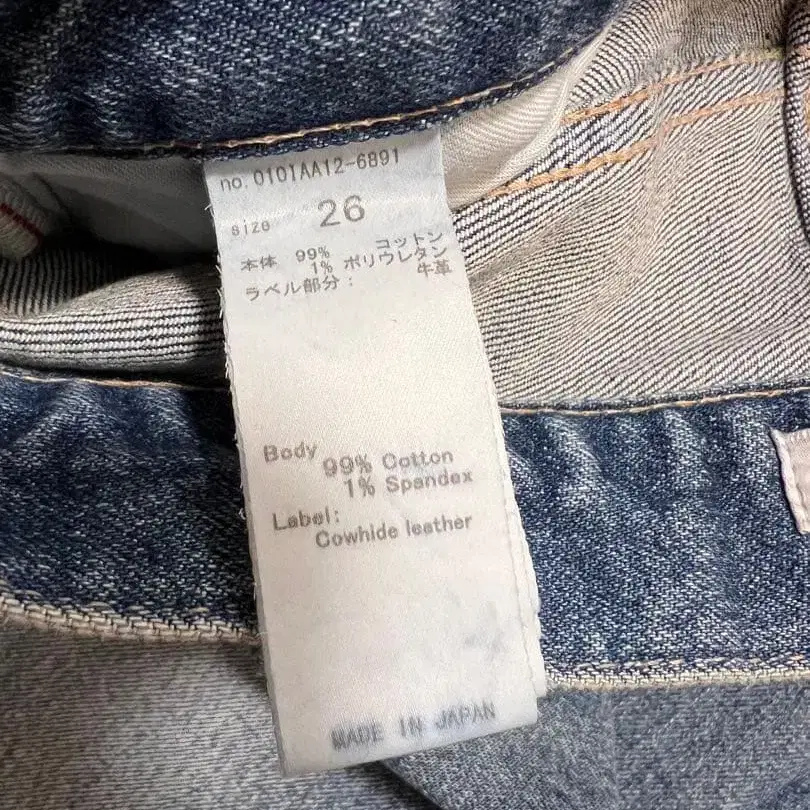 no.0101AA12-6891
size 26
本体 99% コットン
1% ポリウレタン
ラベル部分: 牛革
Body 99% Cotton
1% Spandex
Label:
Cowhide leather
MADE IN JAPAN